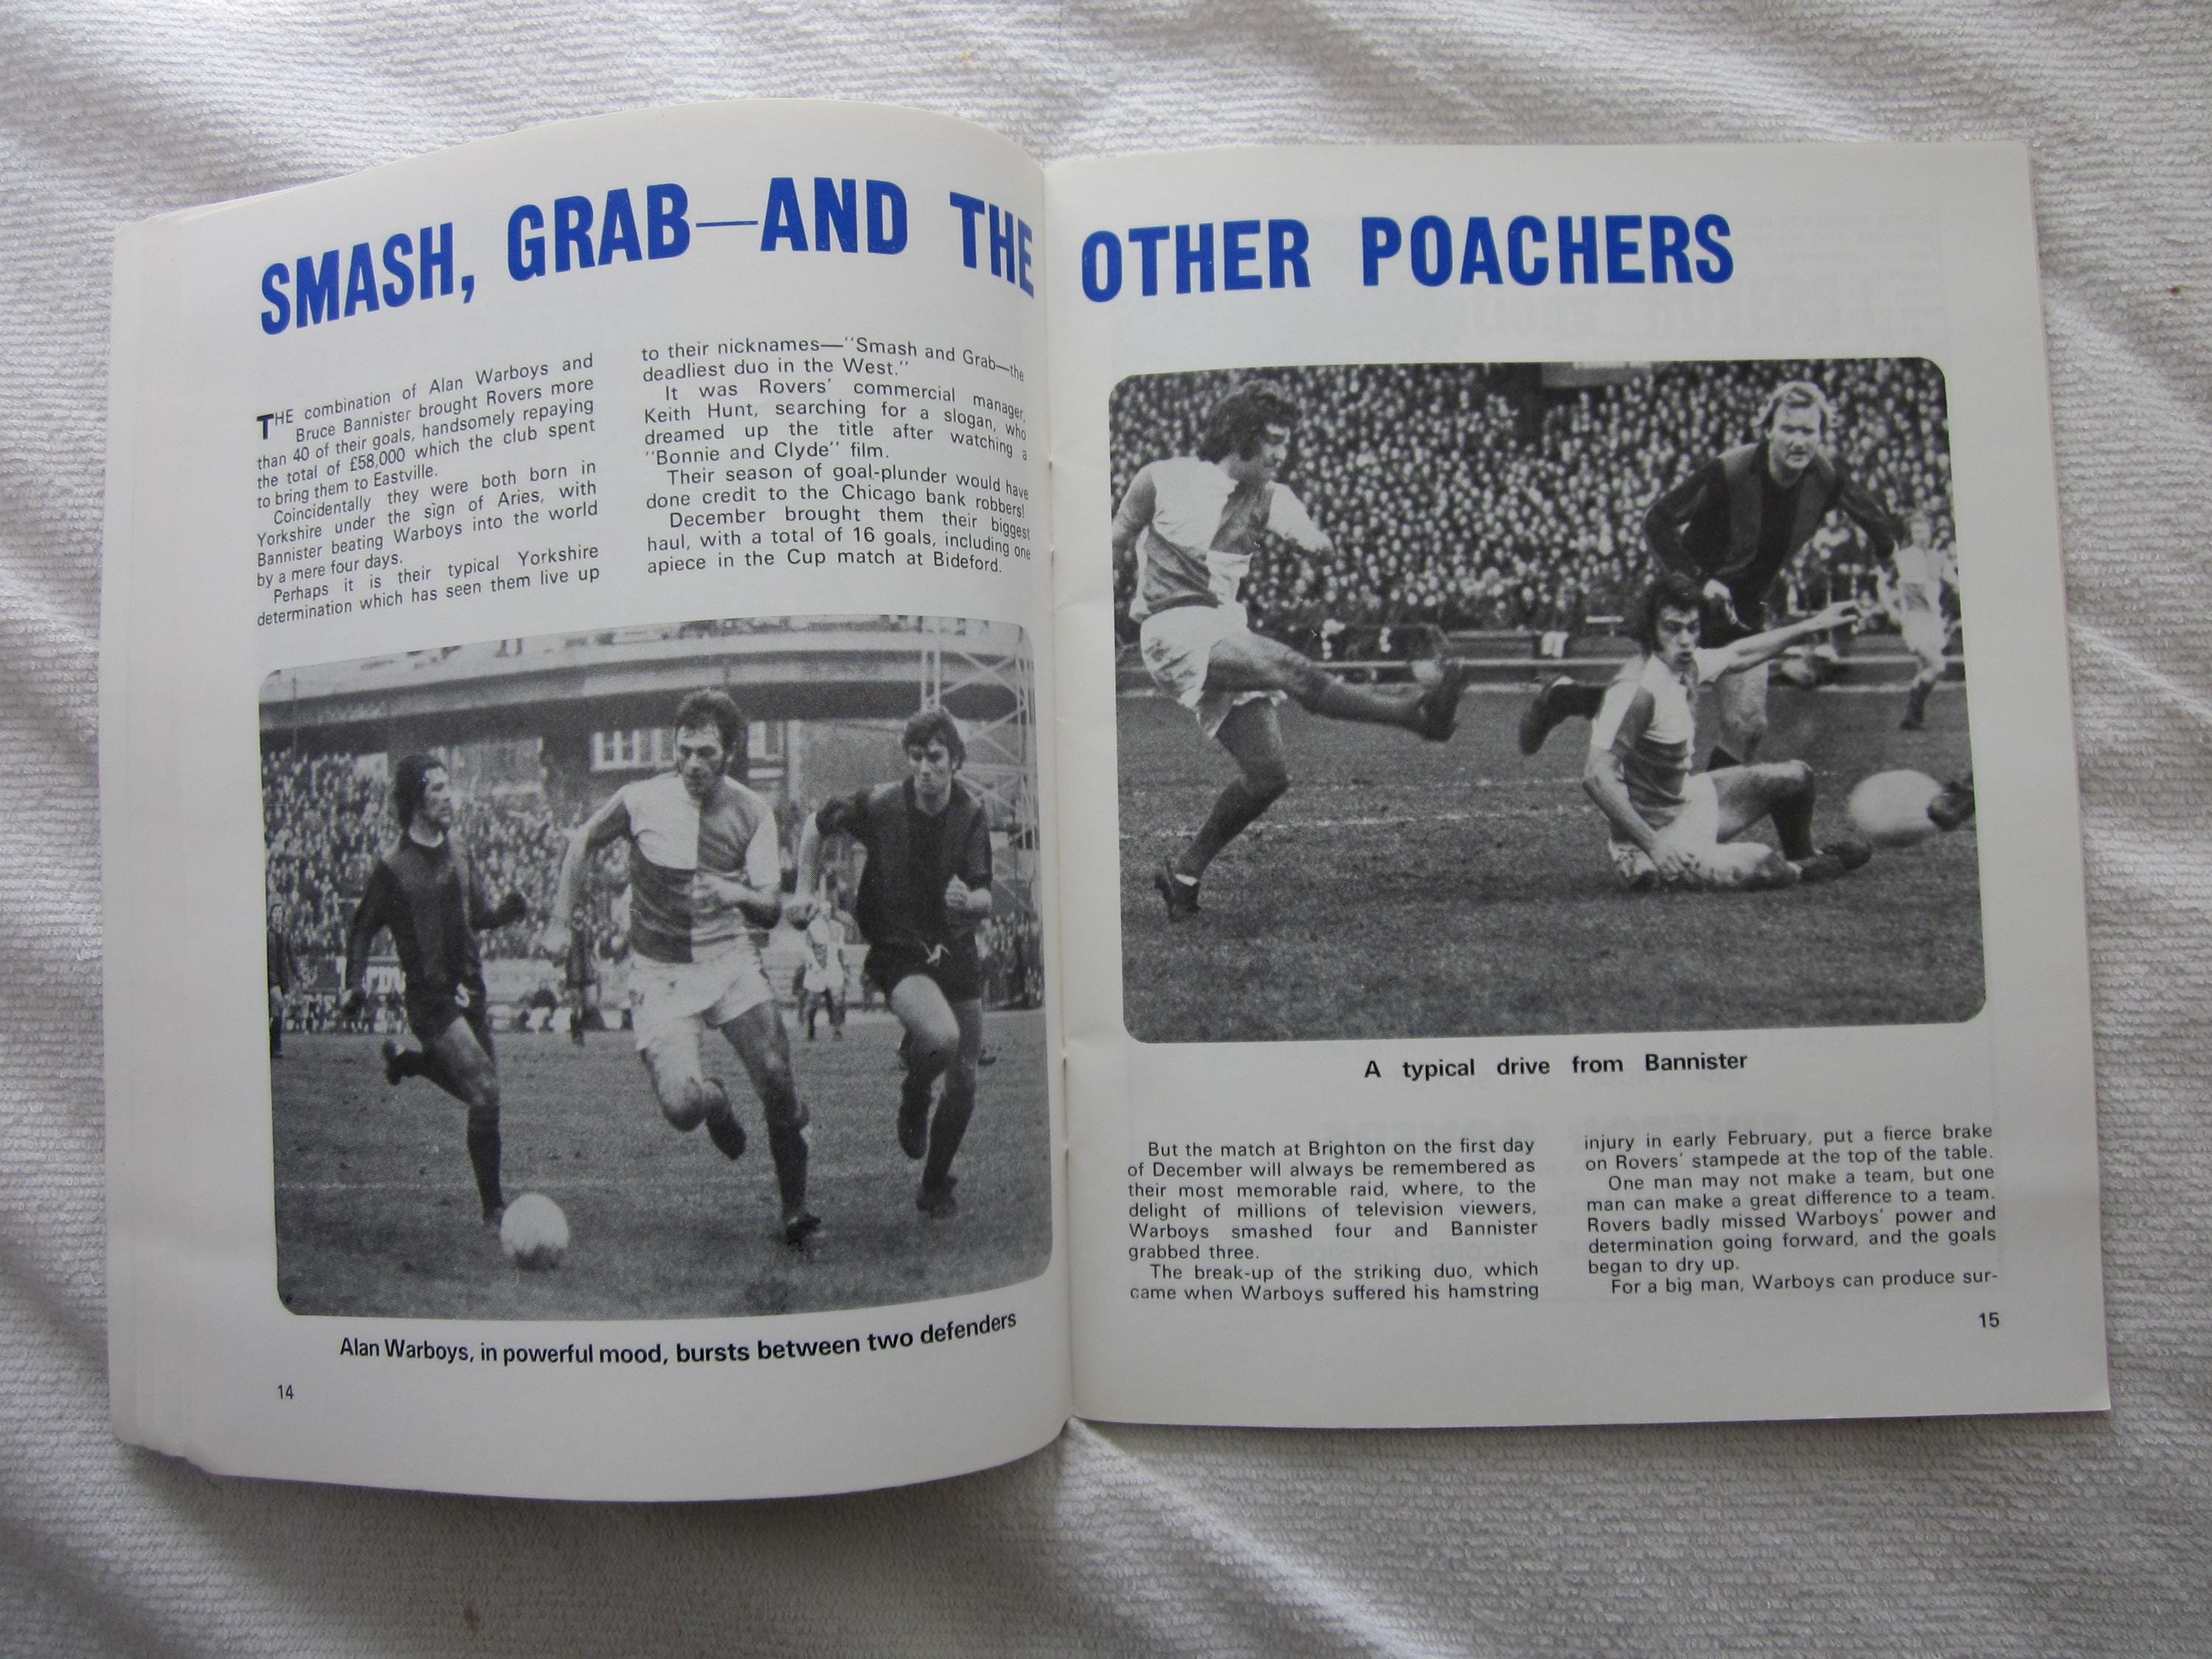 SMASH, GRAB—AND THE OTHER POACHERS
THE combination of Alan Warboys and
Bruce Bannister brought Rovers more
than 40 of their goals, handsomely repaying
the total of £58,000 which the club spent
to bring them to Eastville.
Coincidentally they were both born in
Yorkshire under the sign of Aries, with
Bannister beating Warboys into the world
by a mere four days.
Perhaps it is their typical Yorkshire
determination which has seen them live up
to their nicknames—"Smash and Grab—the
deadliest duo in the West."
It was Rovers' commercial manager,
Keith Hunt, searching for a slogan, who
dreamed up the title after watching a
"Bonnie and Clyde" film.
Their season of goal-plunder would have
done credit to the Chicago bank robbers!
December brought them their biggest
haul, with a total of 16 goals, including one
apiece in the Cup match at Bideford.
Alan Warboys, in powerful mood, bursts between two defenders
14
A typical drive from Bannister
But the match at Brighton on the first day
of December will always be remembered as
their most memorable raid, where, to the
delight of millions of television viewers,
Warboys smashed four and Bannister
grabbed three.
The break-up of the striking duo, which
came when Warboys suffered his hamstring
injury in early February, put a fierce brake
on Rovers' stampede at the top of the table.
One man may not make a team, but one
man can make a great difference to a team.
Rovers badly missed Warboys' power and
determination going forward, and the goals
began to dry up.
For a big man, Warboys can produce sur-
15